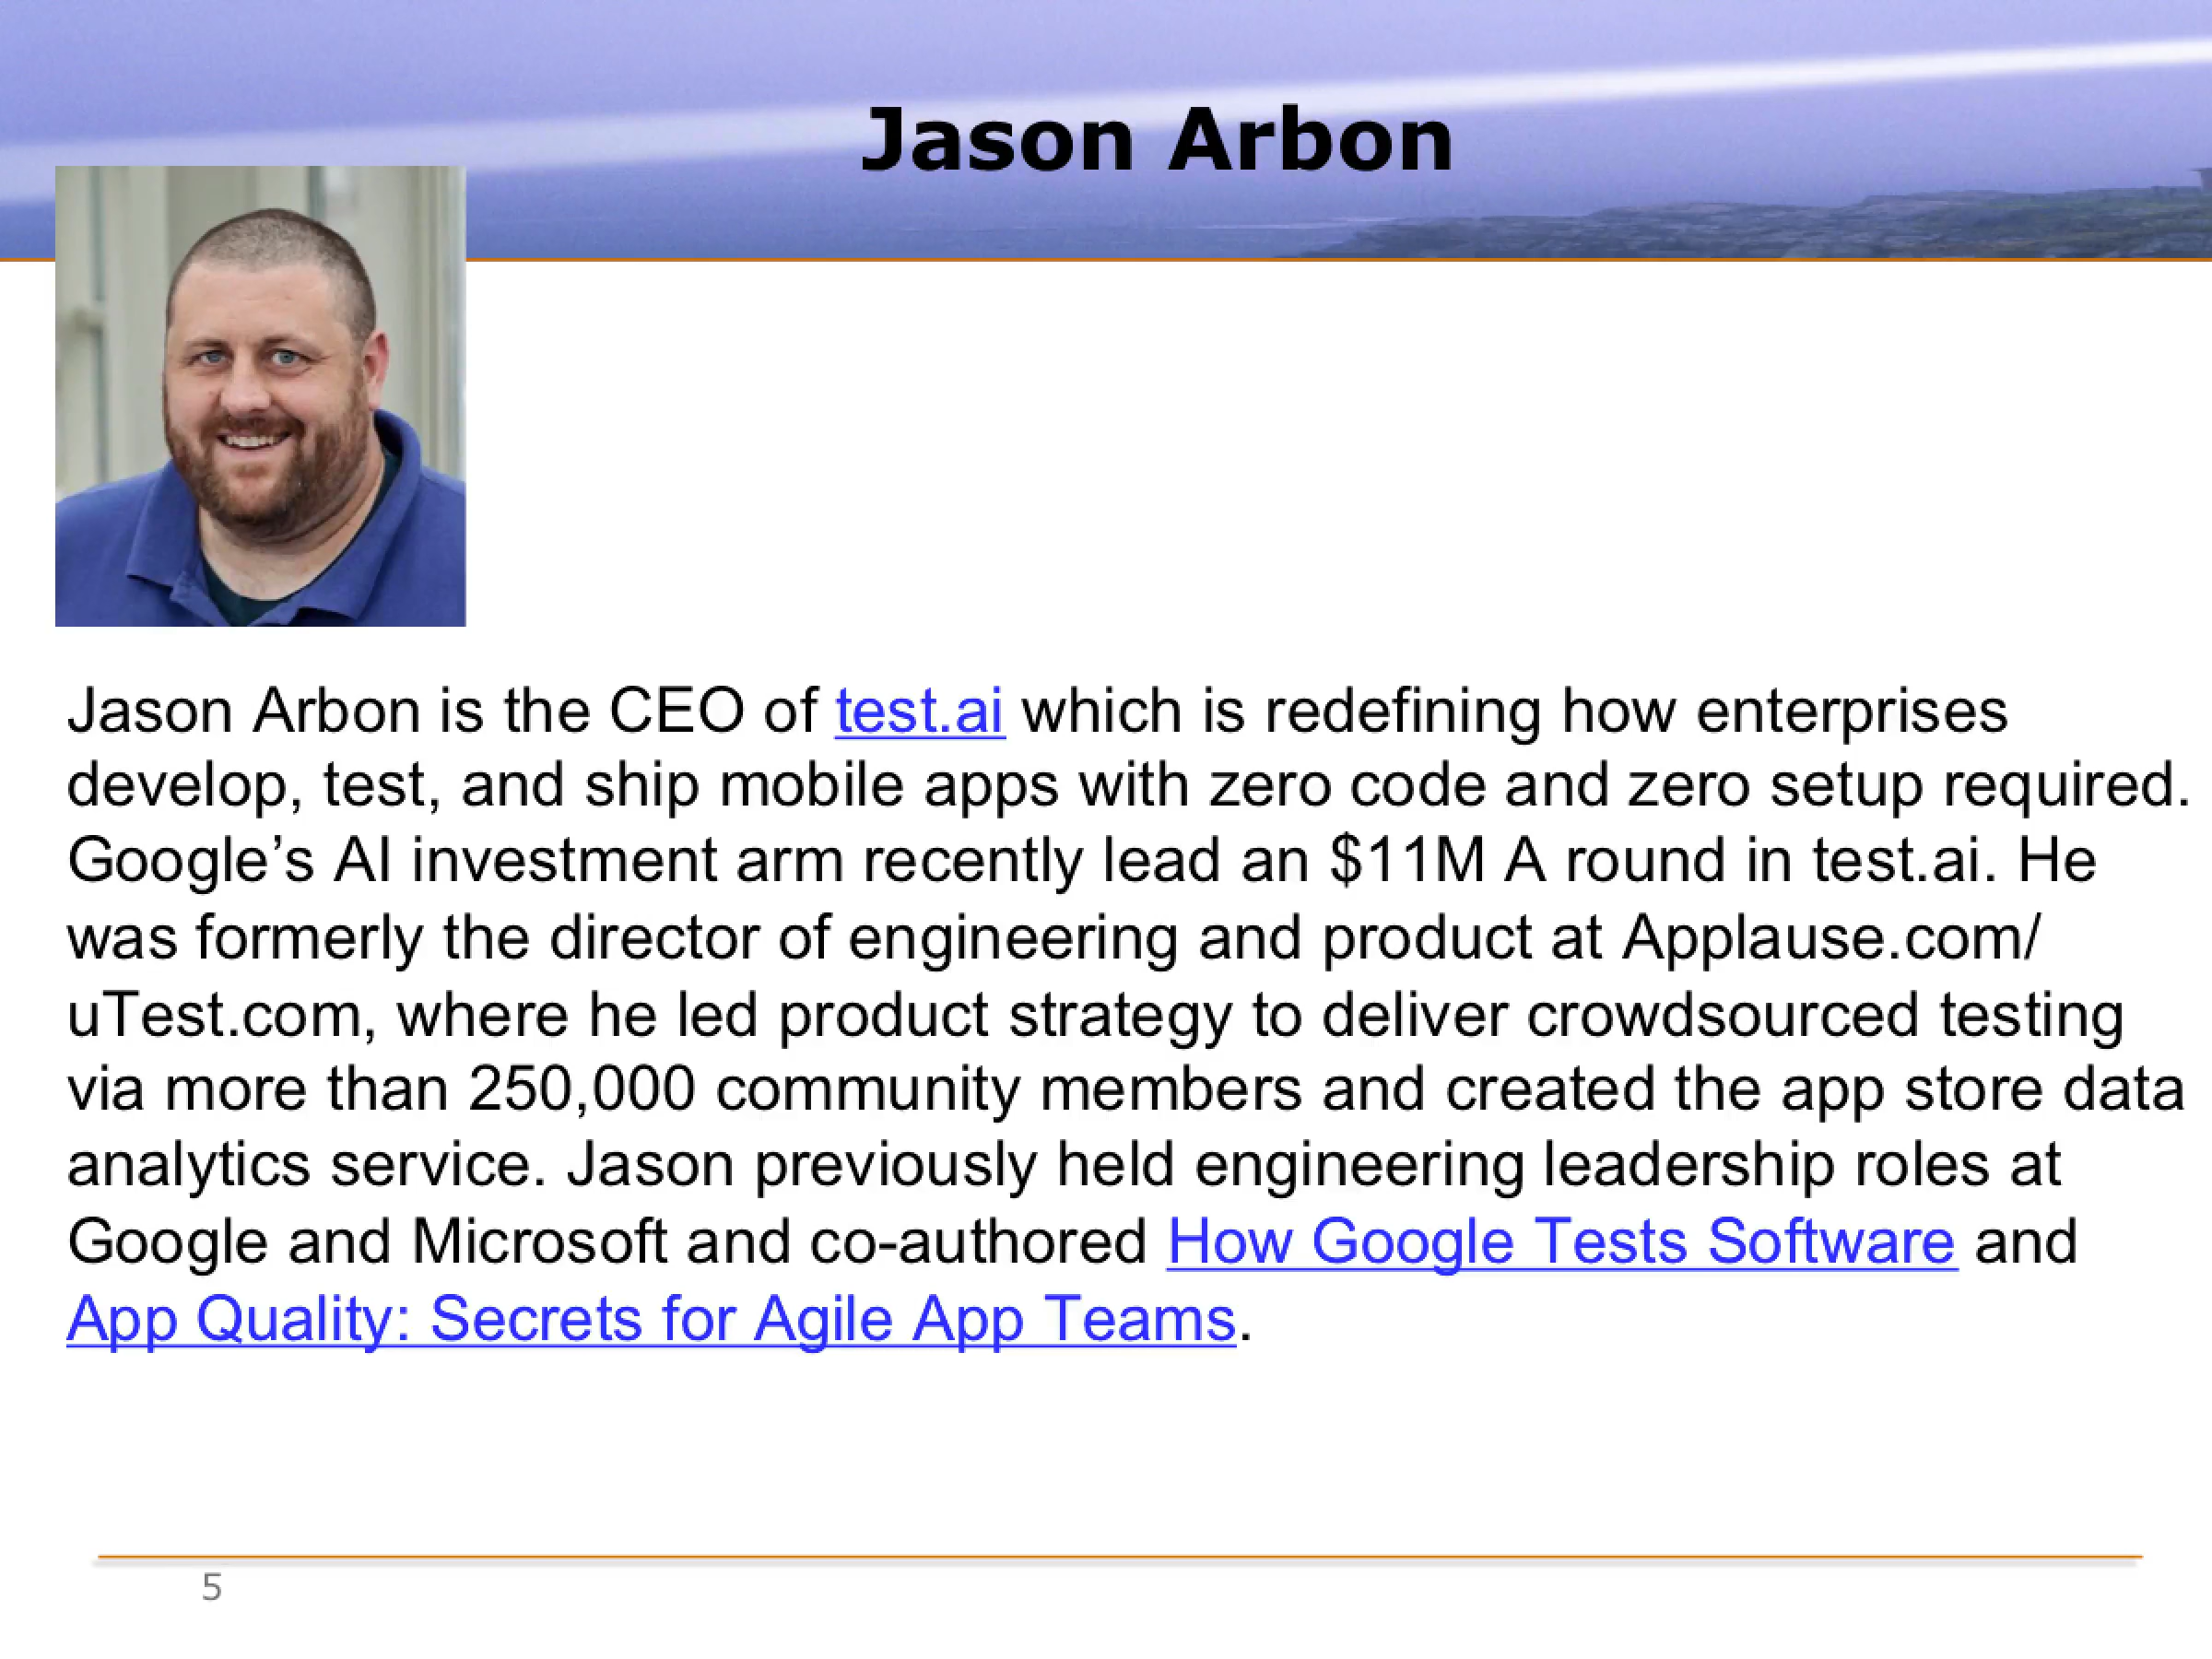 Jason Arbon
Jason Arbon is the CEO of test.ai which is redefining how enterprises
develop, test, and ship mobile apps with zero code and zero setup required.
Google’s AI investment arm recently lead an $11M A round in test.ai. He
was formerly the director of engineering and product at Applause.com/
uTest.com, where he led product strategy to deliver crowdsourced testing
via more than 250,000 community members and created the app store data
analytics service. Jason previously held engineering leadership roles at
Google and Microsoft and co-authored How Google Tests Software and
App Quality: Secrets for Agile App Teams.
5